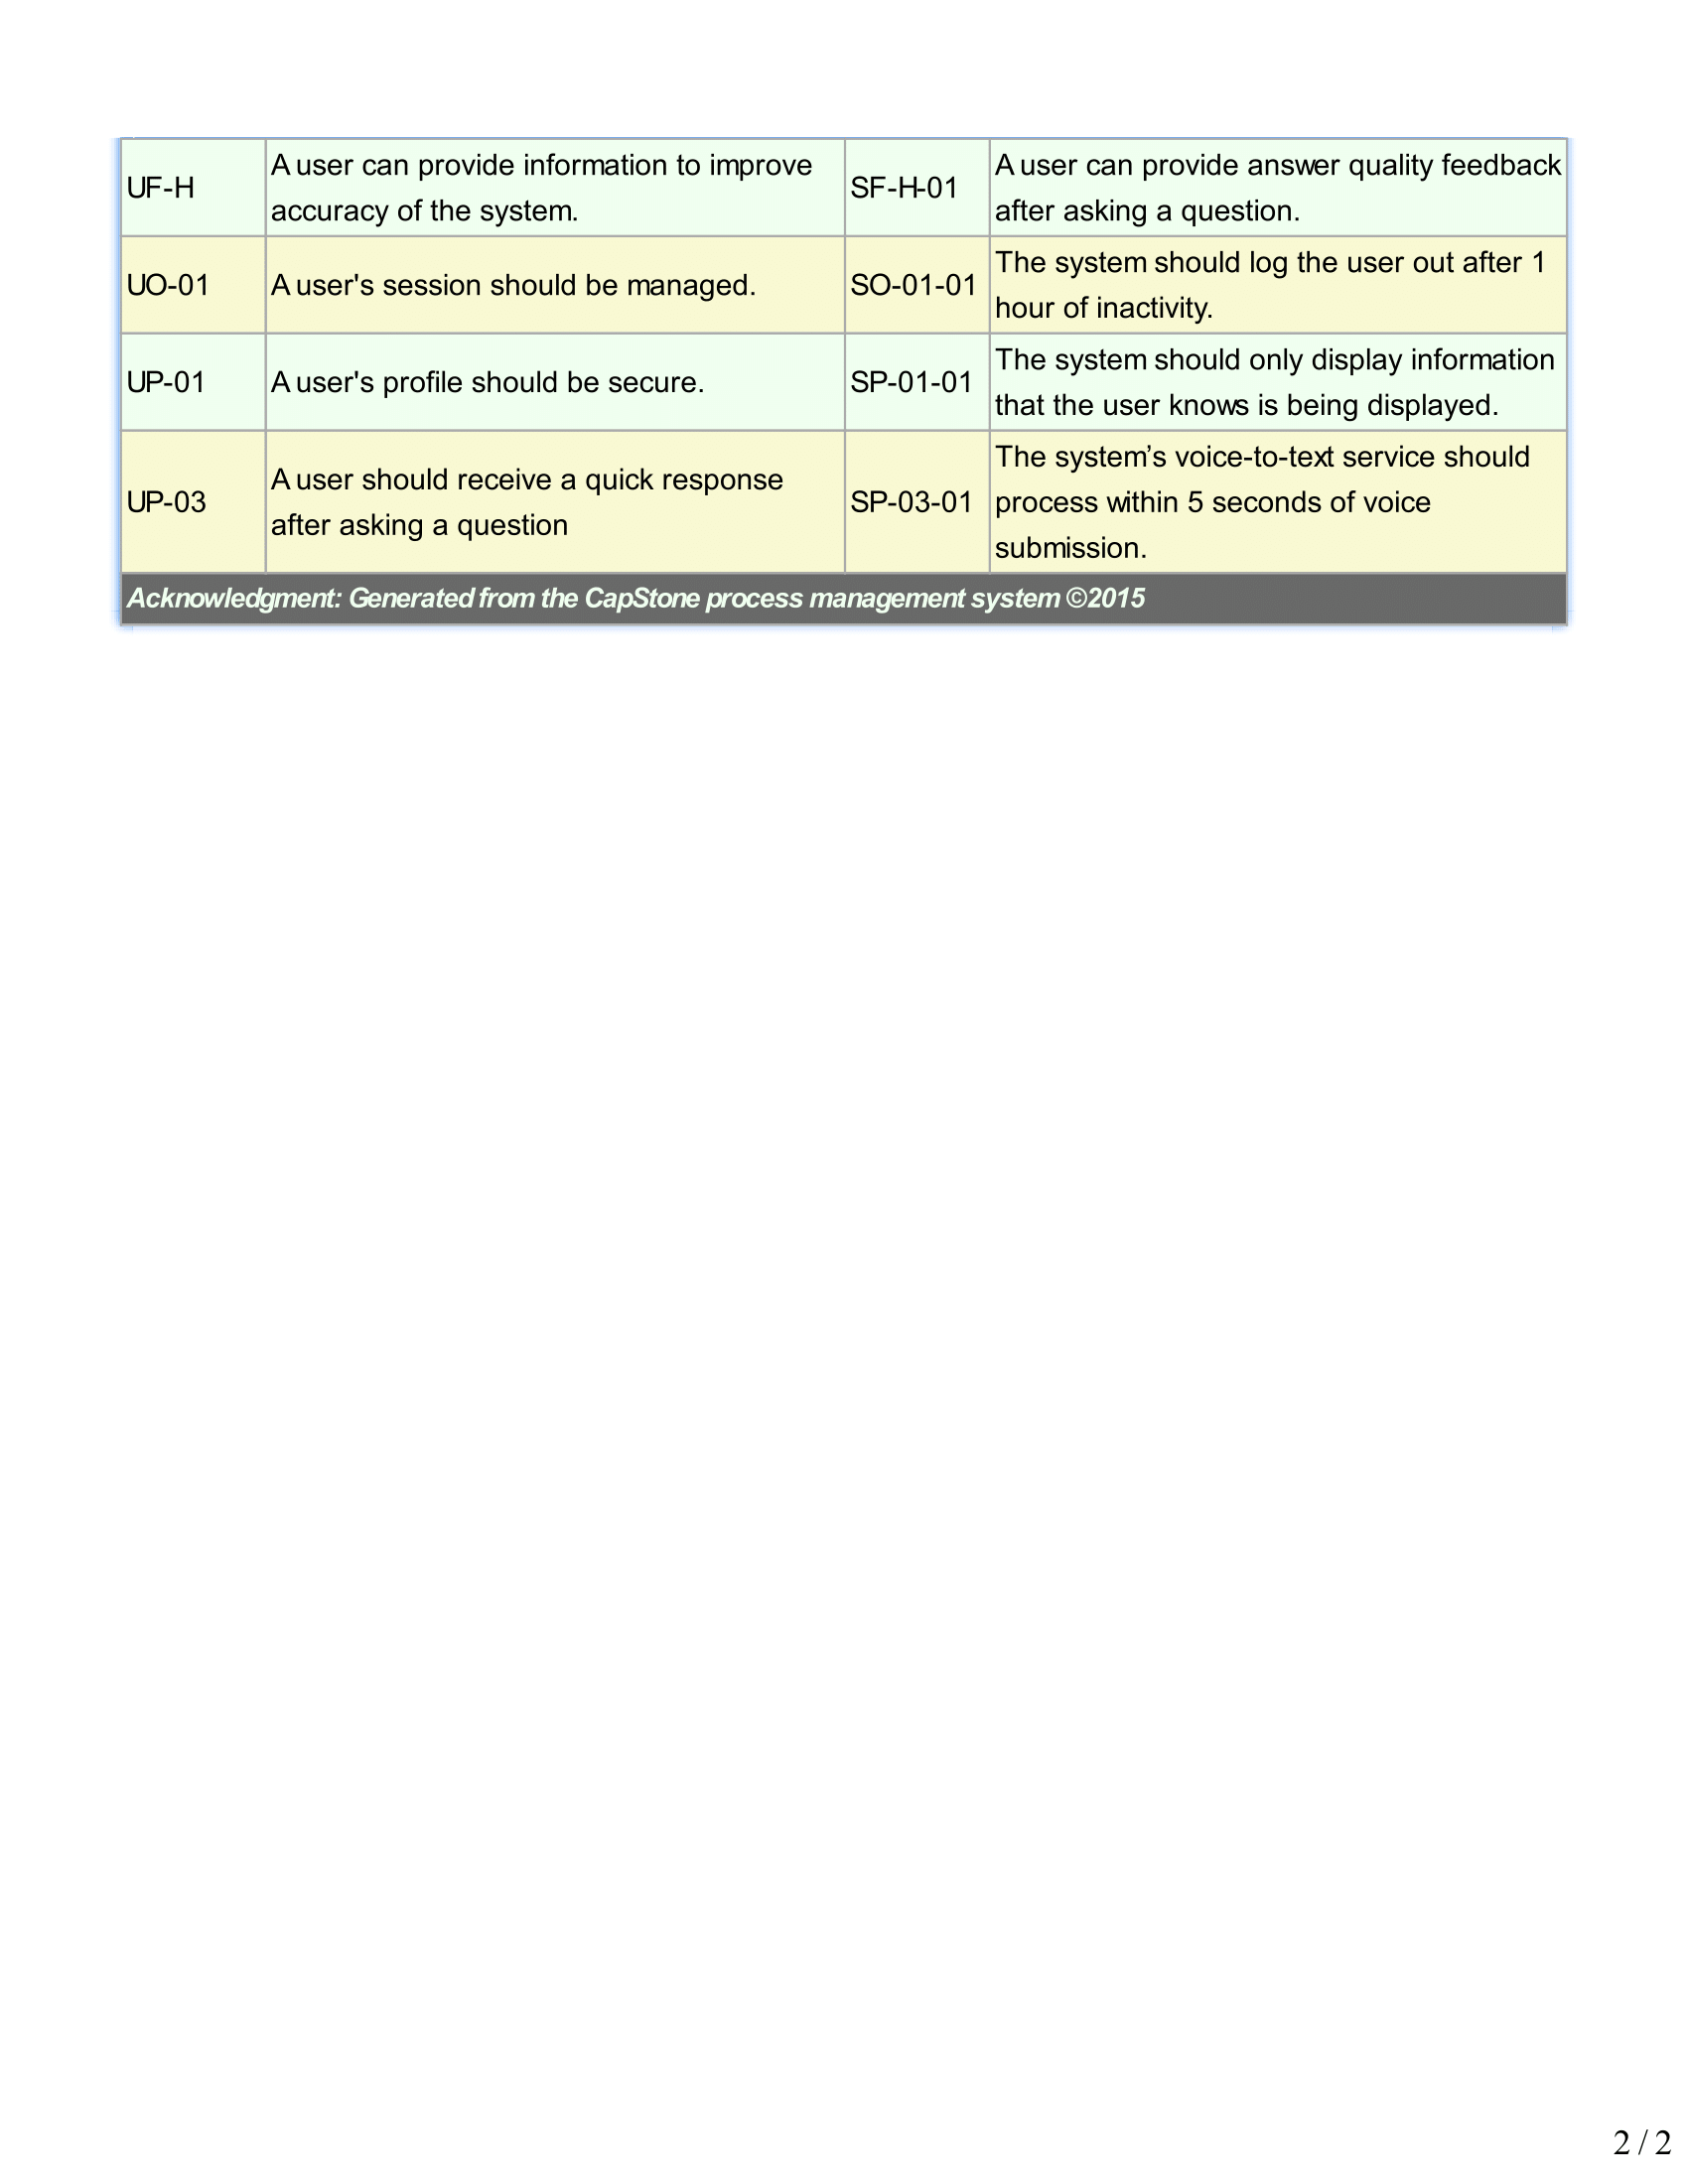 UF-H
A user can provide information to improve
accuracy of the system.
SF-H-01
A user can provide answer quality feedback
after asking a question.
UO-01
A user's session should be managed.
SO-01-01
The system should log the user out after 1
hour of inactivity.
UP-01
A user's profile should be secure.
SP-01-01
The system should only display information
that the user knows is being displayed.
UP-03
A user should receive a quick response
after asking a question
SP-03-01
The system’s voice-to-text service should
process within 5 seconds of voice
submission.
Acknowledgment: Generated from the CapStone process management system ©2015
2 / 2